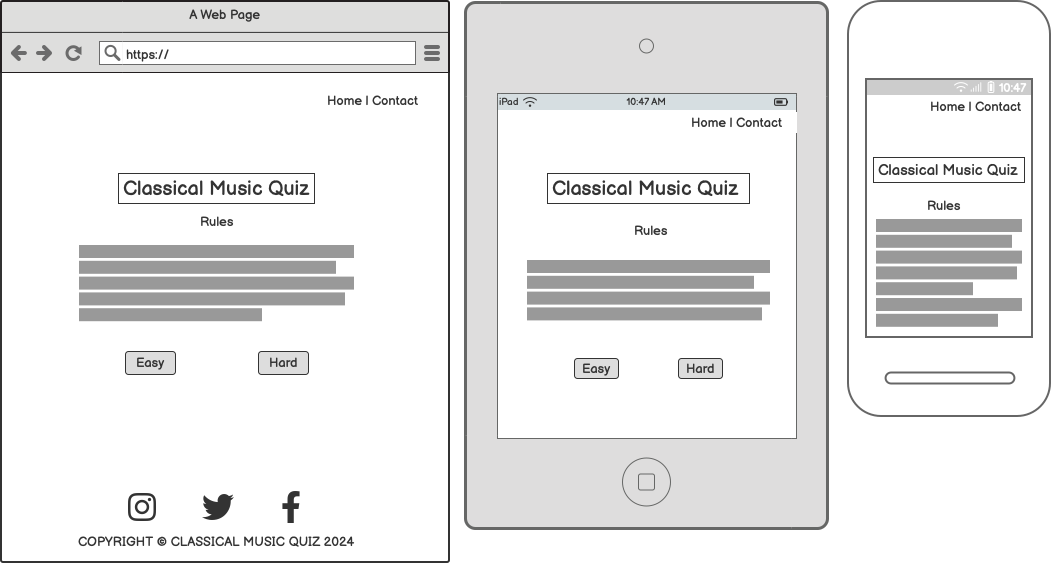 A Web Page
https://
Home | Contact
Classical Music Quiz
Rules
Easy
Hard
COPYRIGHT © CLASSICAL MUSIC QUIZ 2024
iPad
10:47 AM
Home | Contact
Classical Music Quiz
Rules
Easy
Hard
10:47
Home | Contact
Classical Music Quiz
Rules